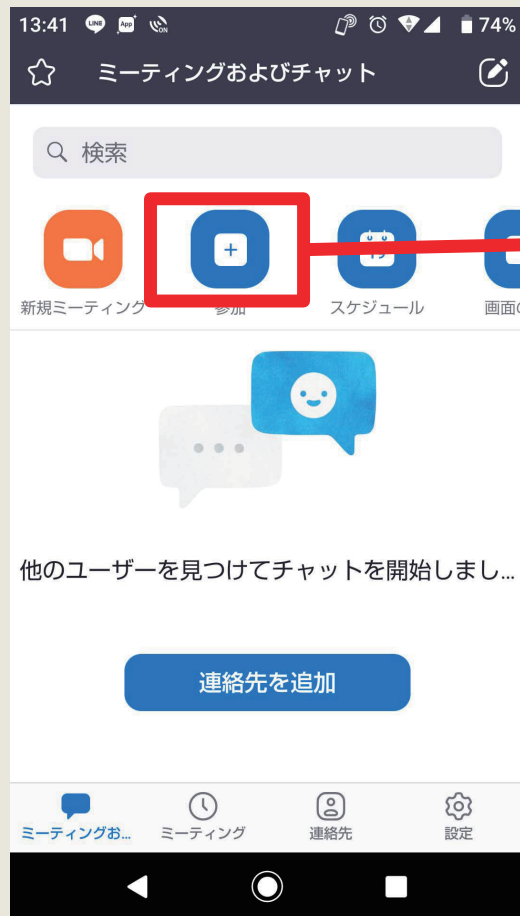 13:41 LINE App ON 74%
ミーティングおよびチャット
検索
新規ミーティング 参加 スケジュール 画面の
他のユーザーを見つけてチャットを開始しまし...
連絡先を追加
ミーティングお... ミーティング 連絡先 設定